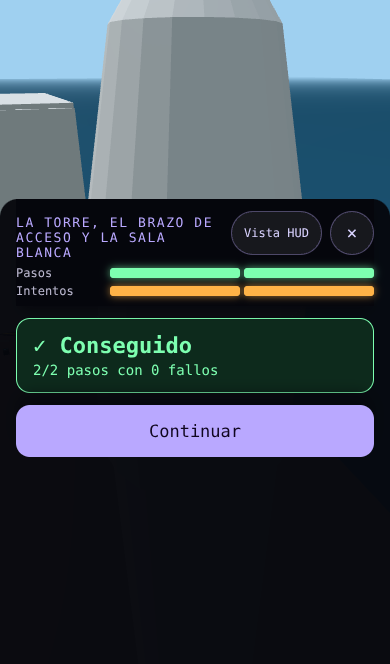 LA TORRE, EL BRAZO DE
ACCESO Y LA SALA
BLANCA
Vista HUD
×
Pasos
Intentos
✓ Conseguido
2/2 pasos con 0 fallos
Continuar